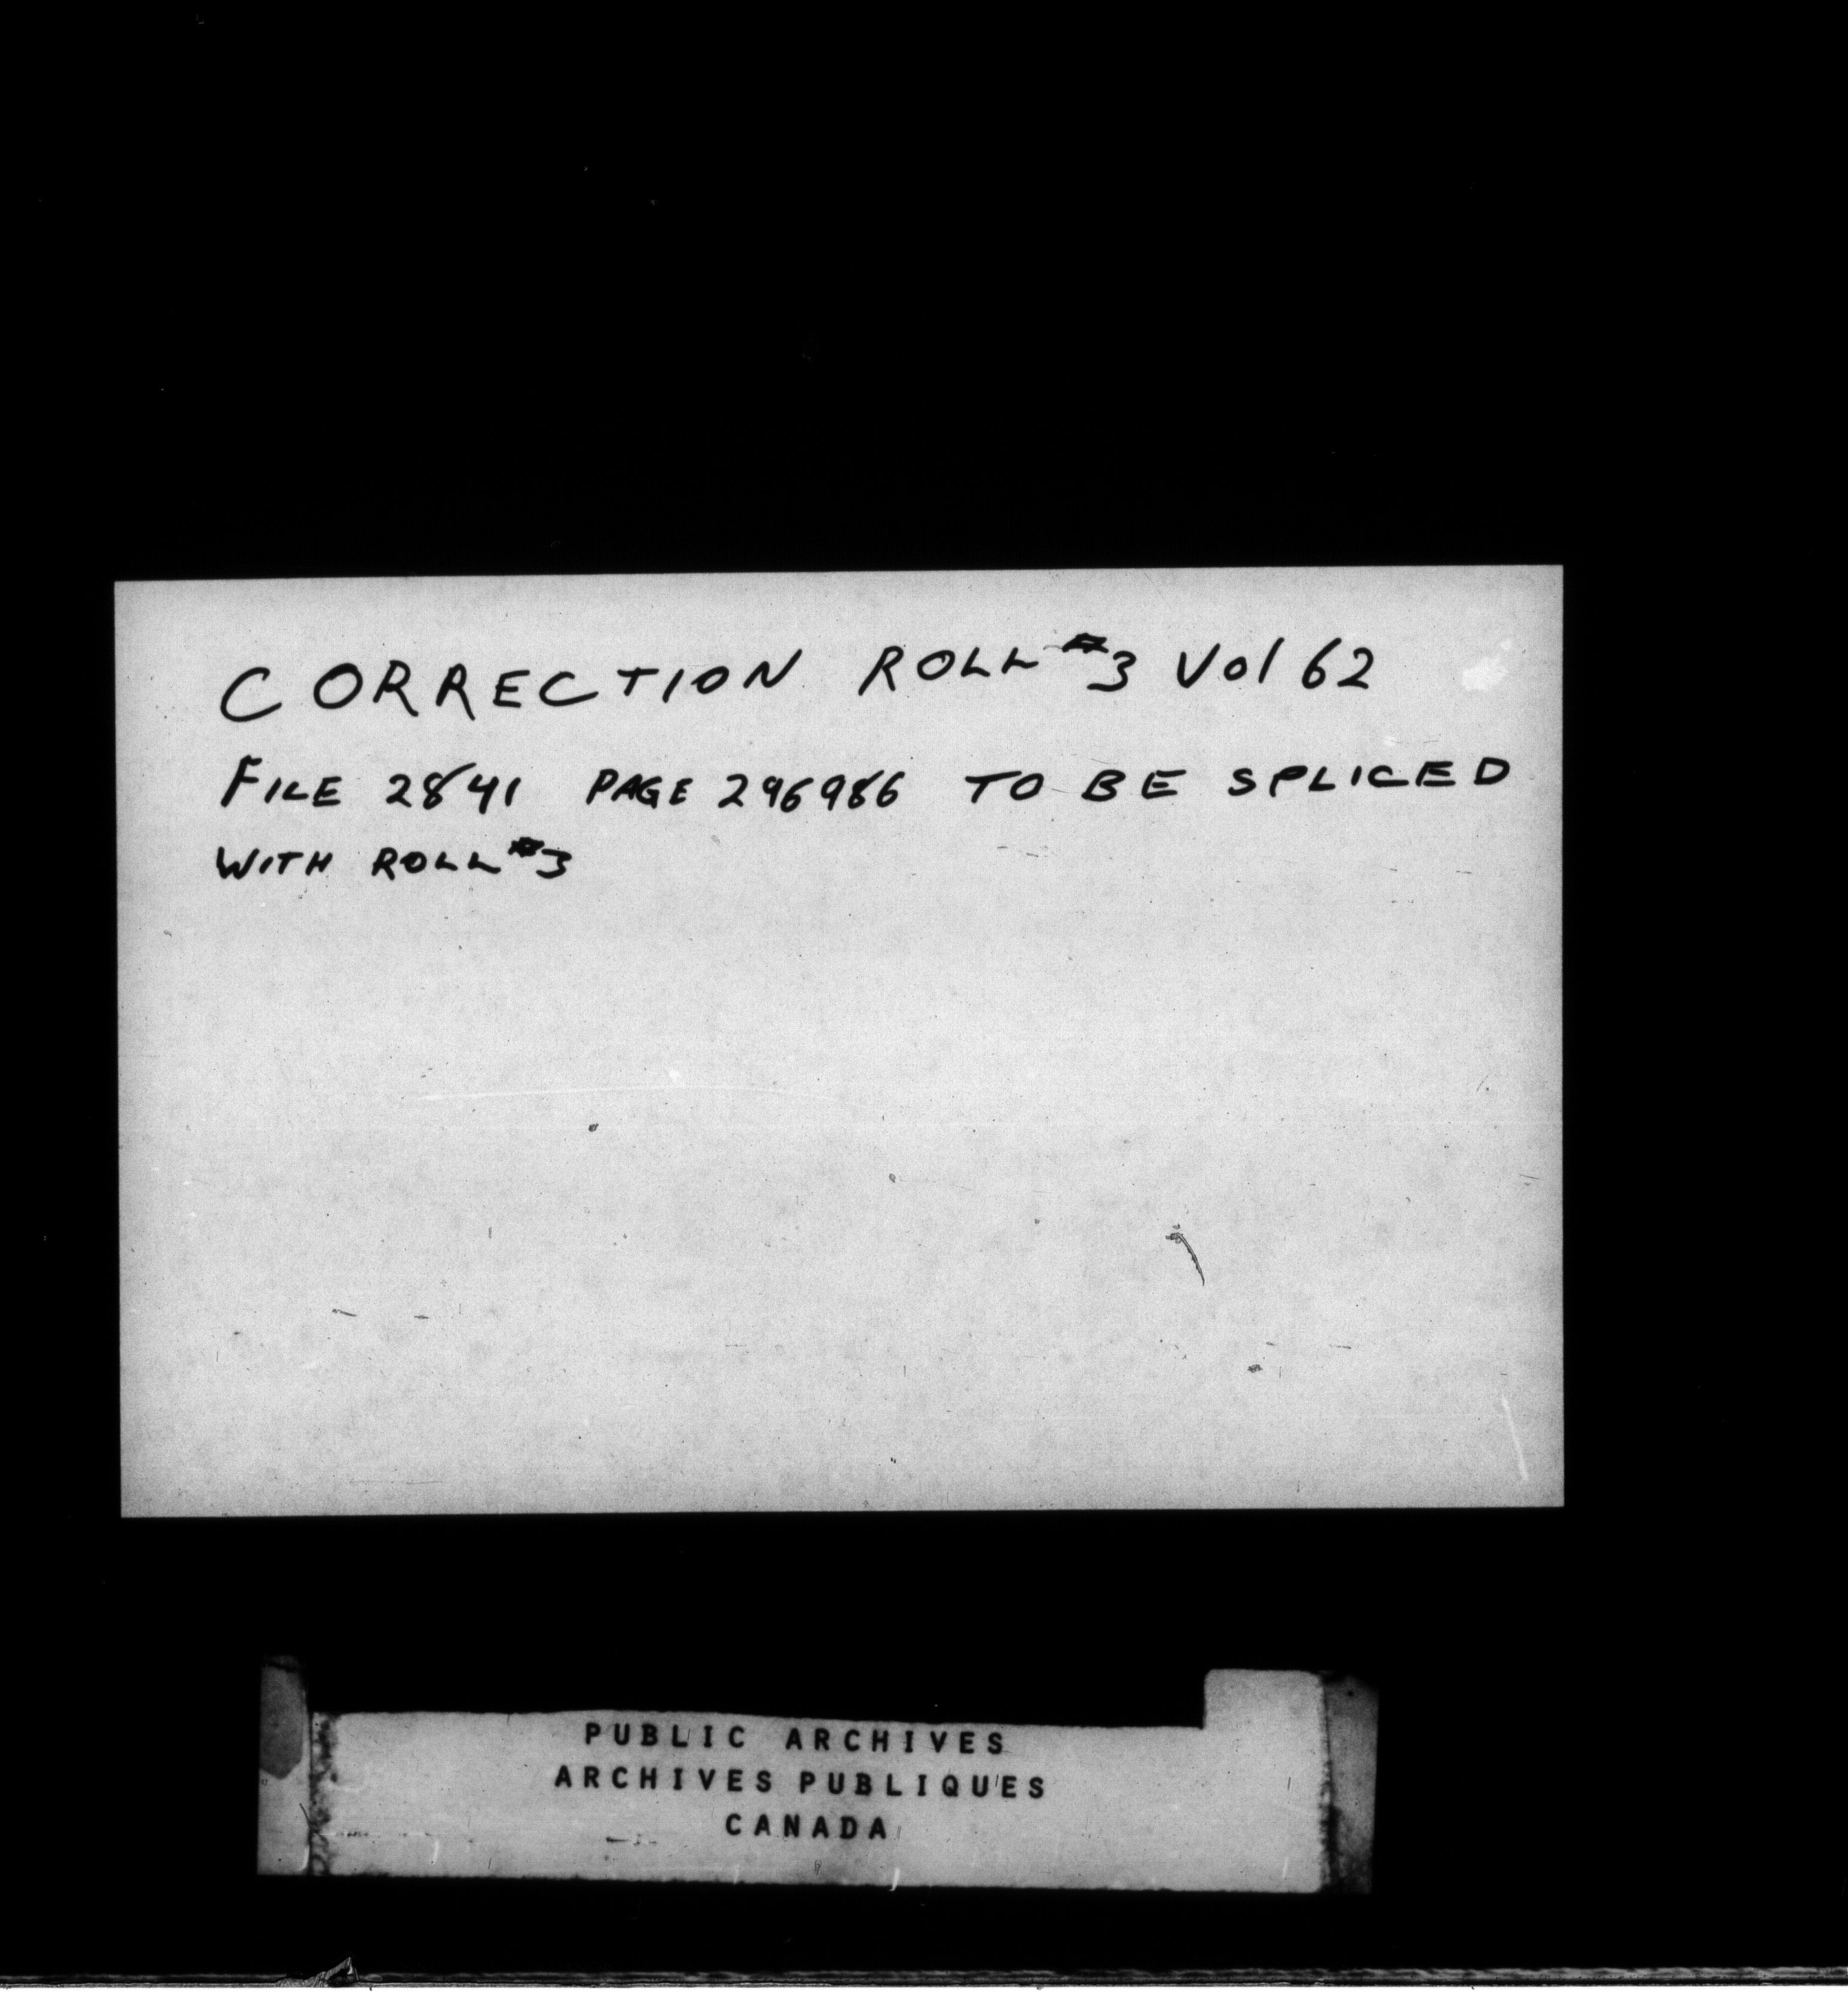 CORRECTION ROLL #3 Vol 62
FILE 2841 PAGE 296986 TO BE SPLICED
WITH ROLL #3
PUBLIC ARCHIVES
ARCHIVES PUBLIQUES
CANADA